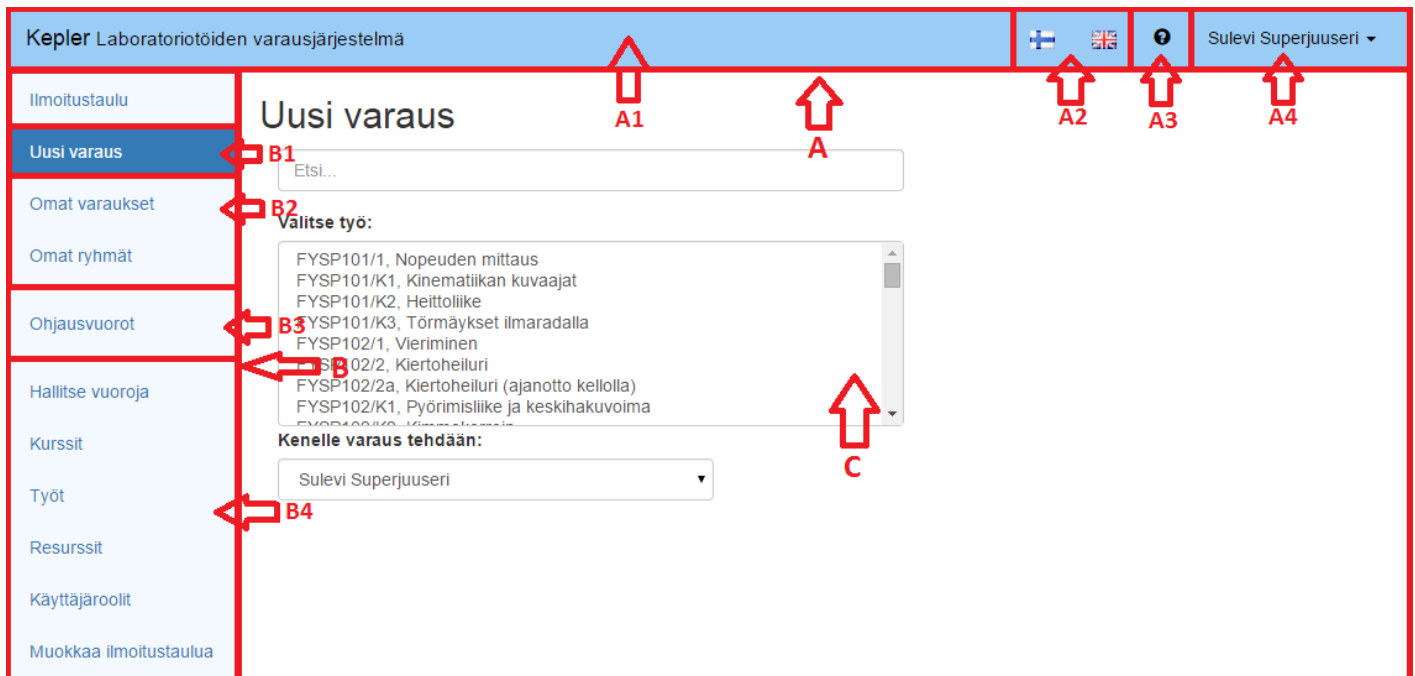 Kepler Laboratoriotöiden varausjärjestelmä
Sulevi Superjuuseri
A1
A
A2
A3
A4
Ilmoitustaulu
Uusi varaus
Omat varaukset
Omat ryhmät
Ohjausvuorot
Hallitse vuoroja
Kurssit
Työt
Resurssit
Käyttäjäroolit
Muokkaa ilmoitustaulua
B1
B2
B3
B
B4
Uusi varaus
Etsi...
Valitse työ:
FYSP101/1, Nopeuden mittaus
FYSP101/K1, Kinematiikan kuvaajat
FYSP101/K2, Heittoliike
FYSP101/K3, Törmäykset ilmaradalla
FYSP102/1, Vieriminen
FYSP102/2, Kiertoheiluri
FYSP102/2a, Kiertoheiluri (ajanotto kellolla)
FYSP102/K1, Pyörimisliike ja keskihakuvoima
C
Kenelle varaus tehdään:
Sulevi Superjuuseri